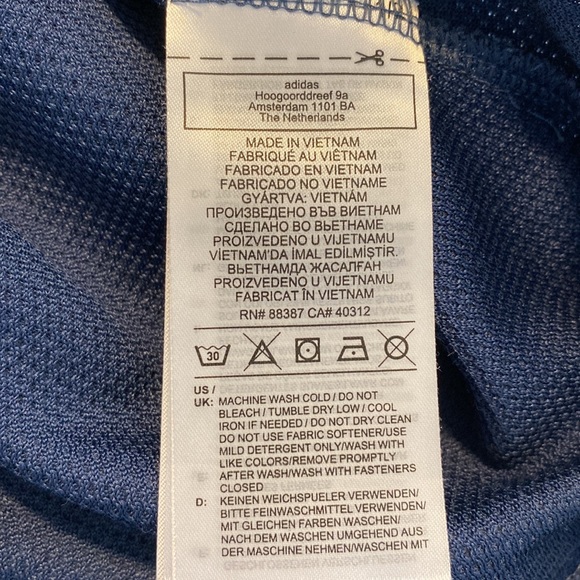 adidas
Hoogoorddreef 9a
Amsterdam 1101 BA
The Netherlands
MADE IN VIETNAM
FABRIQUÉ AU VIÊTNAM
FABRICADO EN VIETNAM
FABRICADO NO VIETNAME
GYÁRTVA: VIETNÁM
ПРОИЗВЕДЕНО ВЪВ ВИЕТНАМ
СДЕЛАНО ВО ВЬЕТНАМЕ
PROIZVEDENO U VIJETNAMU
VİETNAM'DA İMAL EDİLMİŞTİR.
ВЬЕТНАМДА ЖАСАЛҒАН
PROIZVEDENO U VIJETNAMU
FABRICAT ÎN VIETNAM
RN# 88387 CA# 40312
30
US /
UK: MACHINE WASH COLD / DO NOT
BLEACH / TUMBLE DRY LOW / COOL
IRON IF NEEDED / DO NOT DRY CLEAN
DO NOT USE FABRIC SOFTENER/USE
MILD DETERGENT ONLY/WASH WITH
LIKE COLORS/REMOVE PROMPTLY
AFTER WASH/WASH WITH FASTENERS
CLOSED
D: KEINEN WEICHSPUELER VERWENDEN/
BITTE FEINWASCHMITTEL VERWENDEN/
MIT GLEICHEN FARBEN WASCHEN/
NACH DEM WASCHEN UMGEHEND AUS
DER MASCHINE NEHMEN/WASCHEN MIT